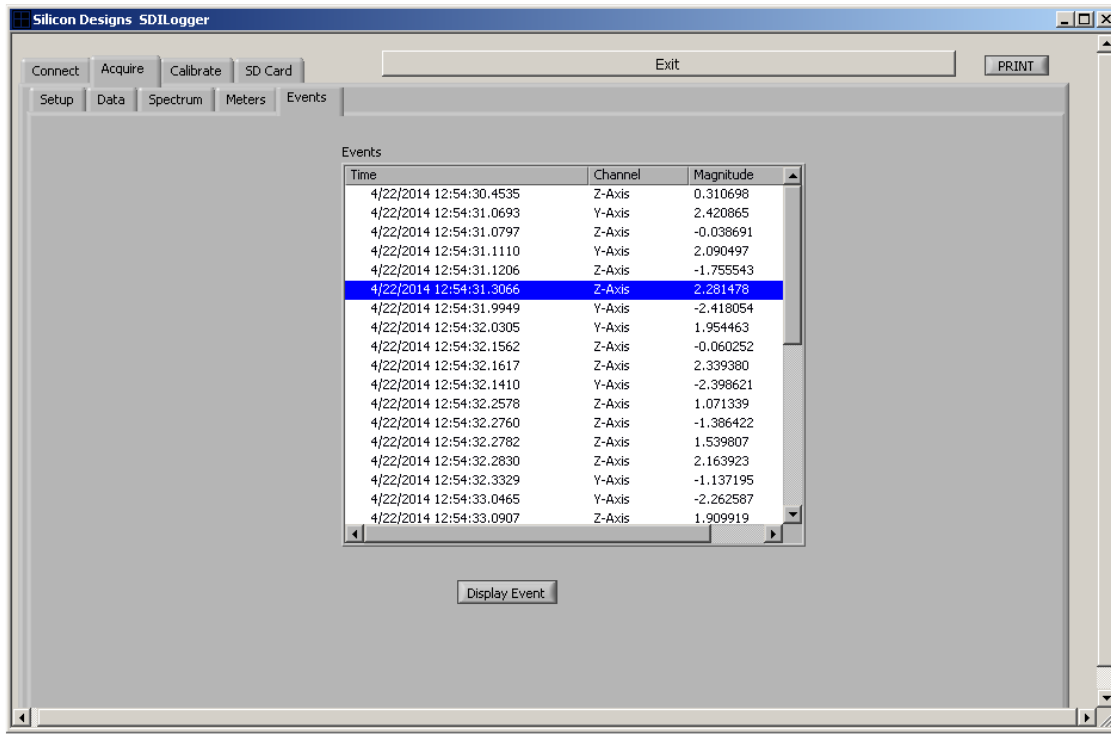 Silicon Designs SDILogger
Exit
PRINT
Connect Acquire Calibrate SD Card
Setup Data Spectrum Meters Events
Events
Time Channel Magnitude
4/22/2014 12:54:30.4535 Z-Axis 0.310698
4/22/2014 12:54:31.0693 Y-Axis 2.420865
4/22/2014 12:54:31.0797 Z-Axis -0.038691
4/22/2014 12:54:31.1110 Y-Axis 2.090497
4/22/2014 12:54:31.1206 Z-Axis -1.755543
4/22/2014 12:54:31.3066 Z-Axis 2.281478
4/22/2014 12:54:31.9949 Y-Axis -2.418054
4/22/2014 12:54:32.0305 Y-Axis 1.954463
4/22/2014 12:54:32.1562 Z-Axis -0.060252
4/22/2014 12:54:32.1617 Z-Axis 2.339380
4/22/2014 12:54:32.1410 Y-Axis -2.398621
4/22/2014 12:54:32.2578 Z-Axis 1.071339
4/22/2014 12:54:32.2760 Z-Axis -1.386422
4/22/2014 12:54:32.2782 Z-Axis 1.539807
4/22/2014 12:54:32.2830 Z-Axis 2.163923
4/22/2014 12:54:32.3329 Y-Axis -1.137195
4/22/2014 12:54:33.0465 Y-Axis -2.262587
4/22/2014 12:54:33.0907 Z-Axis 1.909919
Display Event